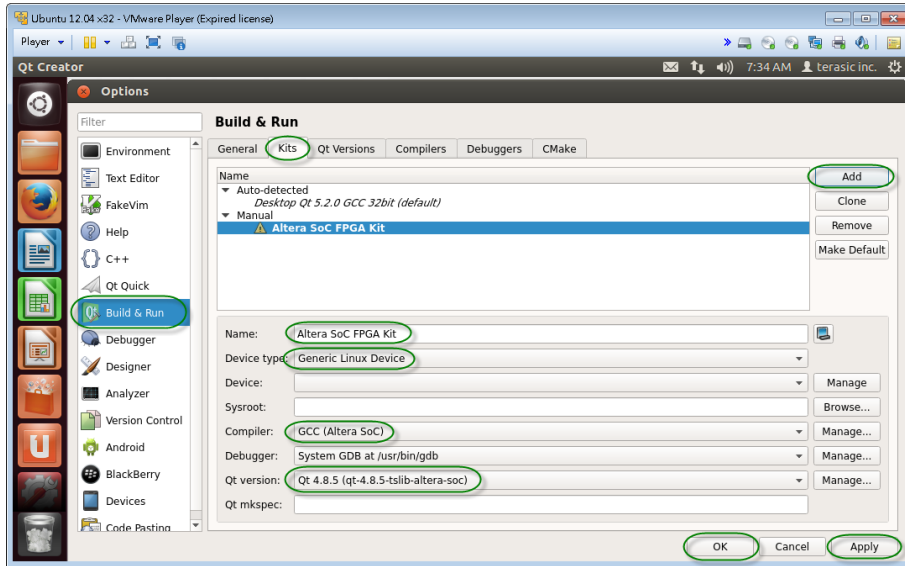 Ubuntu 12.04 x32 - VMware Player (Expired license)
Player
Qt Creator
7:34 AM terasic inc.
Options
Filter
Build & Run
Environment
Text Editor
FakeVim
Help
C++
Qt Quick
Build & Run
Debugger
Designer
Analyzer
Version Control
Android
BlackBerry
Devices
Code Pasting
General Kits Qt Versions Compilers Debuggers CMake
Name
Auto-detected
Desktop Qt 5.2.0 GCC 32bit (default)
Manual
Altera SoC FPGA Kit
Add
Clone
Remove
Make Default
Name: Altera SoC FPGA Kit
Device type: Generic Linux Device
Device: Manage
Sysroot: Browse...
Compiler: GCC (Altera SoC) Manage...
Debugger: System GDB at /usr/bin/gdb Manage...
Qt version: Qt 4.8.5 (qt-4.8.5-tslib-altera-soc) Manage...
Qt mkspec:
OK Cancel Apply